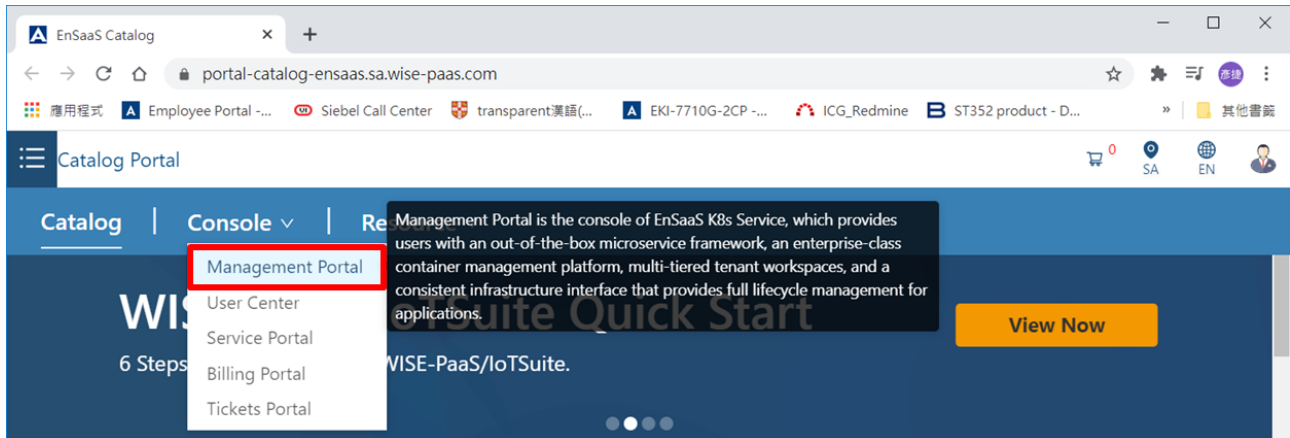 EnSaaS Catalog
portal-catalog-ensaas.sa.wise-paas.com
彥捷
應用程式 Employee Portal -... Siebel Call Center transparent漢語(... EKI-7710G-2CP -... ICG_Redmine ST352 product - D... » 其他書籤
Catalog Portal 0 SA EN
Catalog Console Re
Management Portal is the console of EnSaaS K8s Service, which provides
users with an out-of-the-box microservice framework, an enterprise-class
container management platform, multi-tiered tenant workspaces, and a
consistent infrastructure interface that provides full lifecycle management for
applications.
Management Portal
User Center
Service Portal
Billing Portal
Tickets Portal
WIS oTSuite Quick Start
View Now
6 Steps WISE-PaaS/IoTSuite.